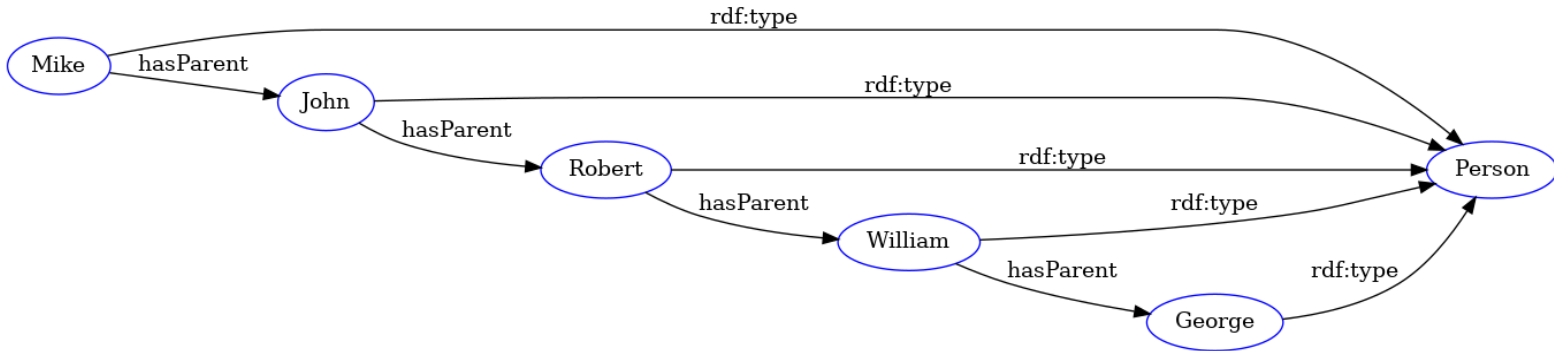 rdf:type
Mike
hasParent
John
rdf:type
hasParent
Robert
rdf:type
Person
hasParent
William
rdf:type
hasParent
George
rdf:type